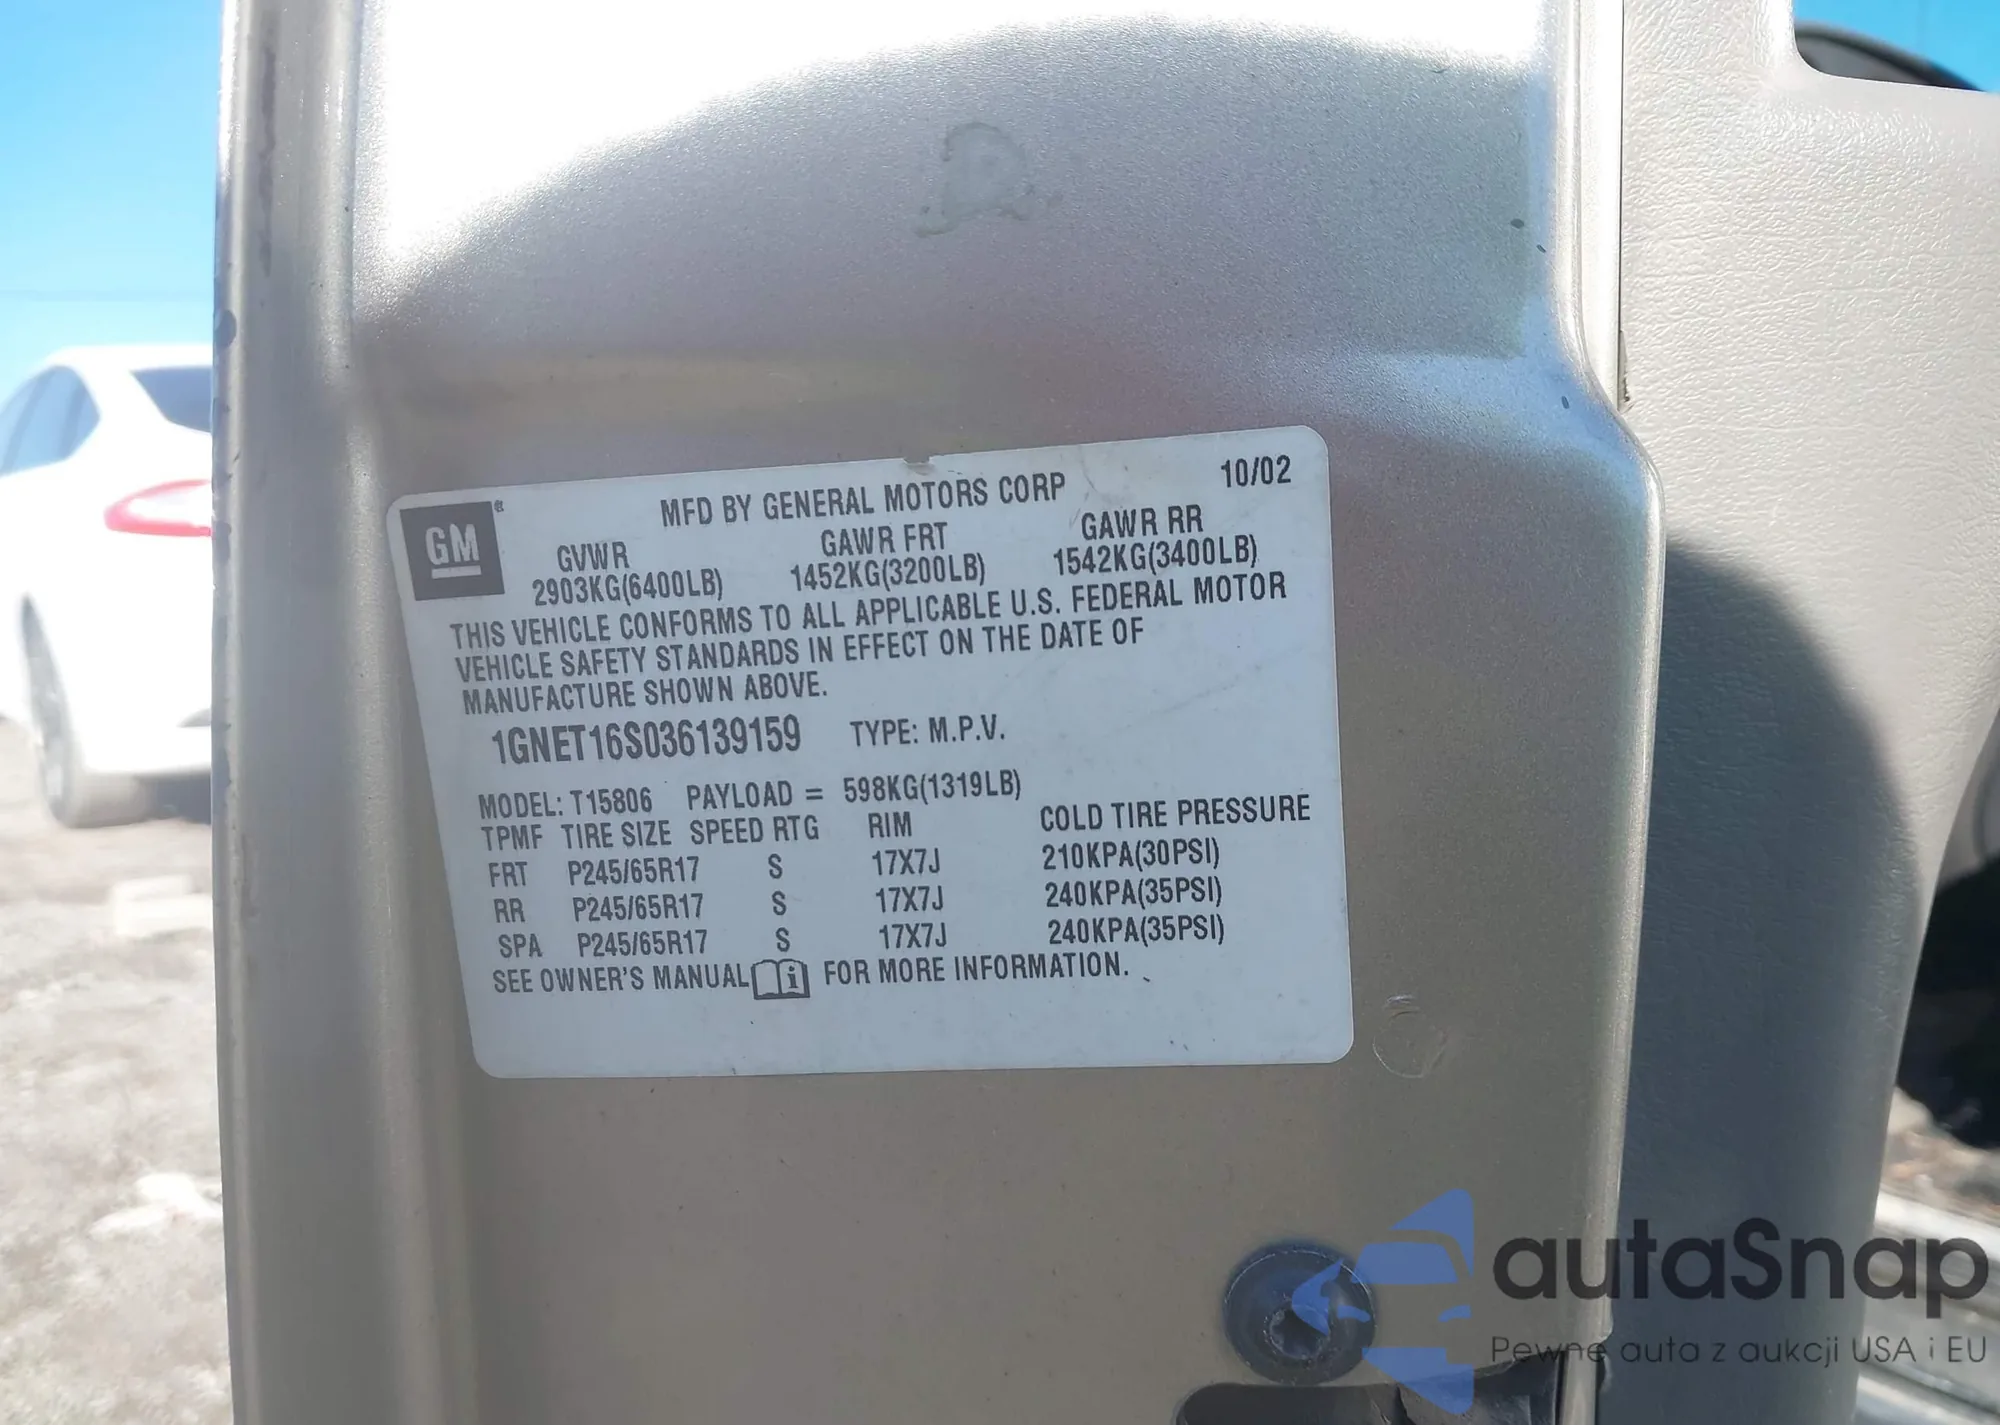 GM
MFD BY GENERAL MOTORS CORP 10/02
GVWR GAWR FRT GAWR RR
2903KG(6400LB) 1452KG(3200LB) 1542KG(3400LB)
THIS VEHICLE CONFORMS TO ALL APPLICABLE U.S. FEDERAL MOTOR
VEHICLE SAFETY STANDARDS IN EFFECT ON THE DATE OF
MANUFACTURE SHOWN ABOVE.
1GNET16S036139159 TYPE: M.P.V.
MODEL: T15806 PAYLOAD = 598KG(1319LB)
TPMF TIRE SIZE SPEED RTG RIM COLD TIRE PRESSURE
FRT P245/65R17 S 17X7J 210KPA(30PSI)
RR P245/65R17 S 17X7J 240KPA(35PSI)
SPA P245/65R17 S 17X7J 240KPA(35PSI)
SEE OWNER'S MANUAL i FOR MORE INFORMATION.
autaSnap
Pewne auta z aukcji USA i EU